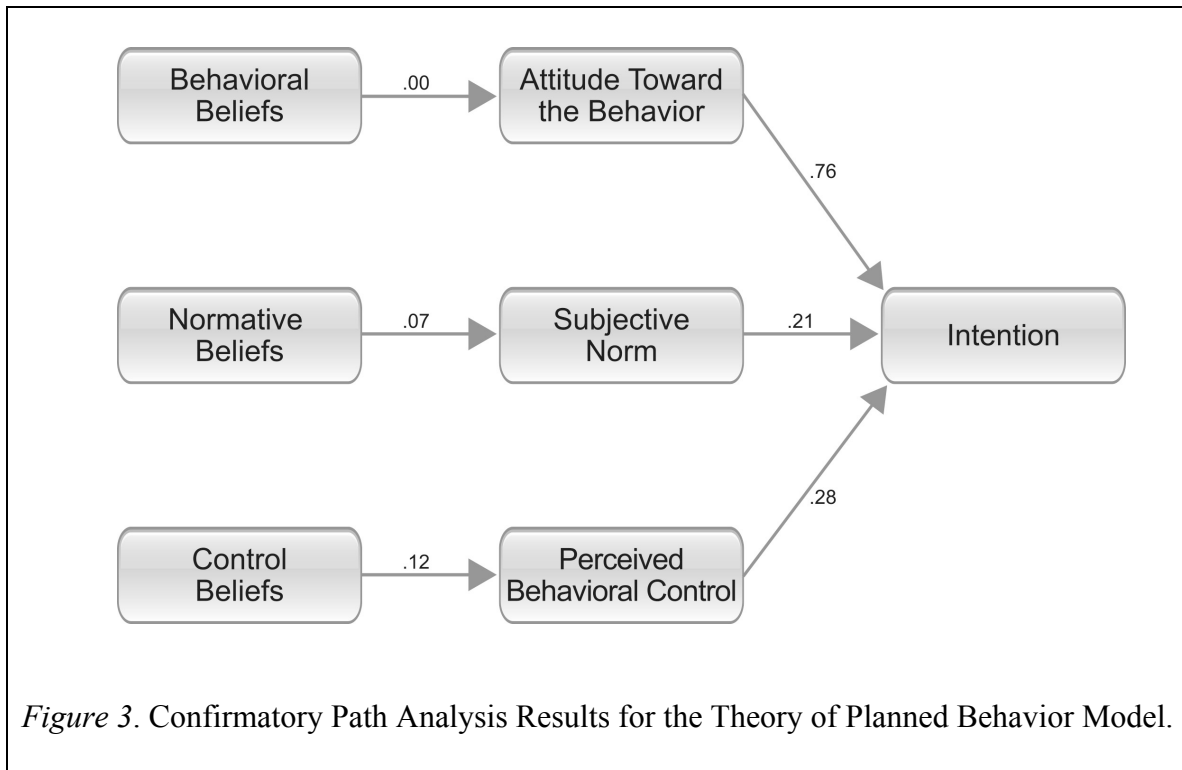 Behavioral
Beliefs
.00
Attitude Toward
the Behavior
.76
Normative
Beliefs
.07
Subjective
Norm
.21
Intention
.28
Control
Beliefs
.12
Perceived
Behavioral Control
Figure 3. Confirmatory Path Analysis Results for the Theory of Planned Behavior Model.